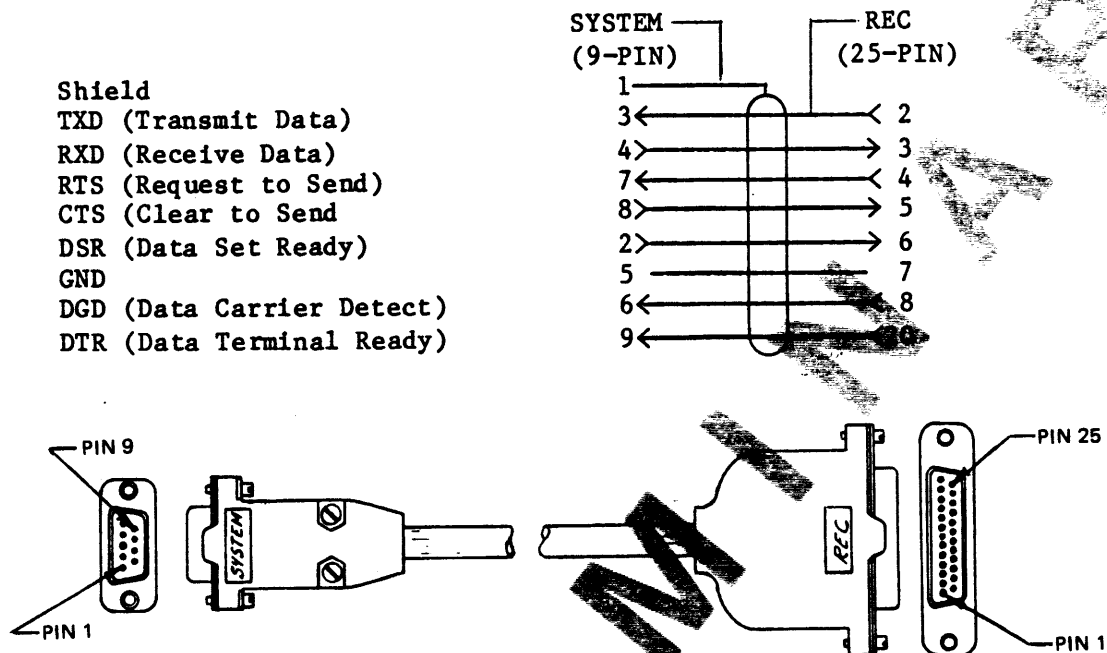 SYSTEM REC
(9-PIN) (25-PIN)
Shield 1
TXD (Transmit Data) 3 2
RXD (Receive Data) 4 3
RTS (Request to Send) 7 4
CTS (Clear to Send 8 5
DSR (Data Set Ready) 2 6
GND 5 7
DGD (Data Carrier Detect) 6 8
DTR (Data Terminal Ready) 9
PIN 9
PIN 25
SYSTEM
REC
PIN 1
PIN 1